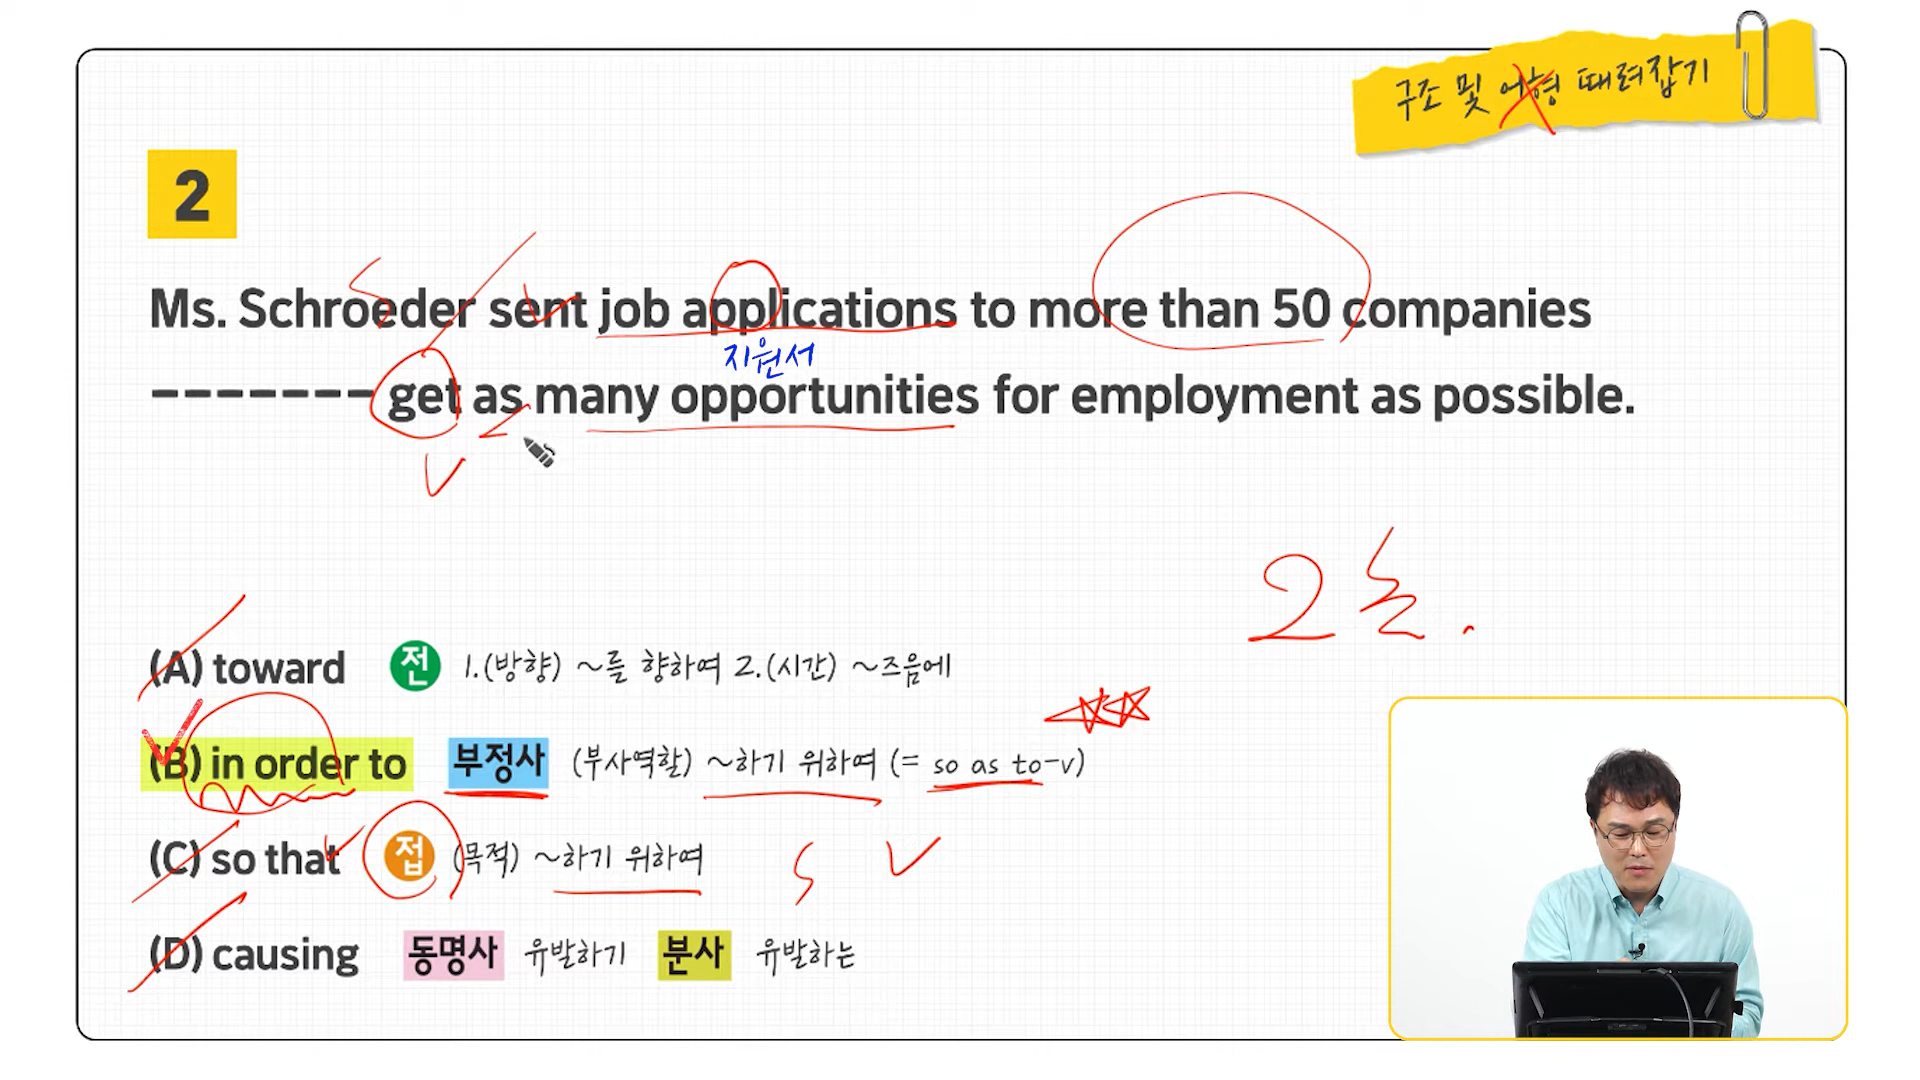 구조 및 어형 때려잡기
2
Ms. Schroeder sent job applications to more than 50 companies
지원서
------- get as many opportunities for employment as possible.
2초.
(A) toward 전 1.(방향) ~를 향하여 2.(시간) ~즈음에
(B) in order to 부정사 (부사역할) ~하기 위하여 (= so as to-v)
(C) so that 접 (목적) ~하기 위하여 S V
(D) causing 동명사 유발하기 분사 유발하는